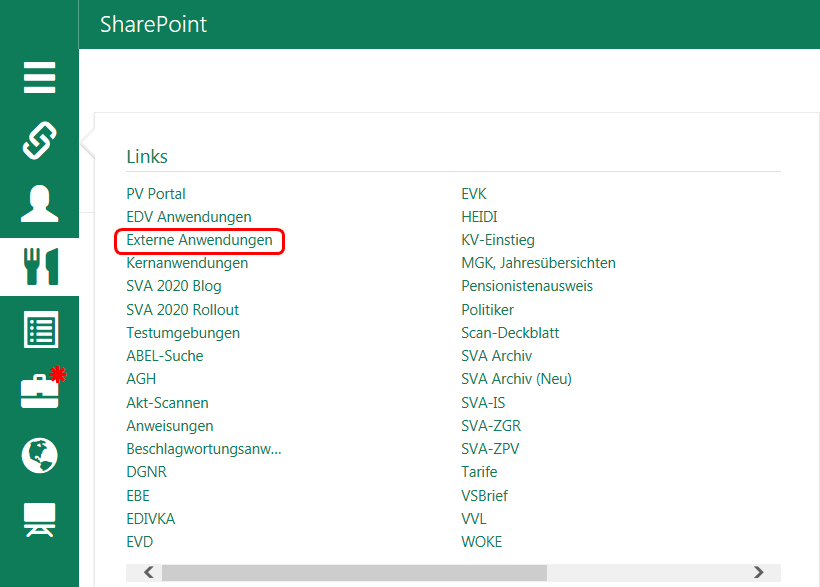 SharePoint
Links
PV Portal
EDV Anwendungen
Externe Anwendungen
Kernanwendungen
SVA 2020 Blog
SVA 2020 Rollout
Testumgebungen
ABEL-Suche
AGH
Akt-Scannen
Anweisungen
Beschlagwortungsanw...
DGNR
EBE
EDIVKA
EVD
EVK
HEIDI
KV-Einstieg
MGK, Jahresübersichten
Pensionistenausweis
Politiker
Scan-Deckblatt
SVA Archiv
SVA Archiv (Neu)
SVA-IS
SVA-ZGR
SVA-ZPV
Tarife
VSBrief
VVL
WOKE